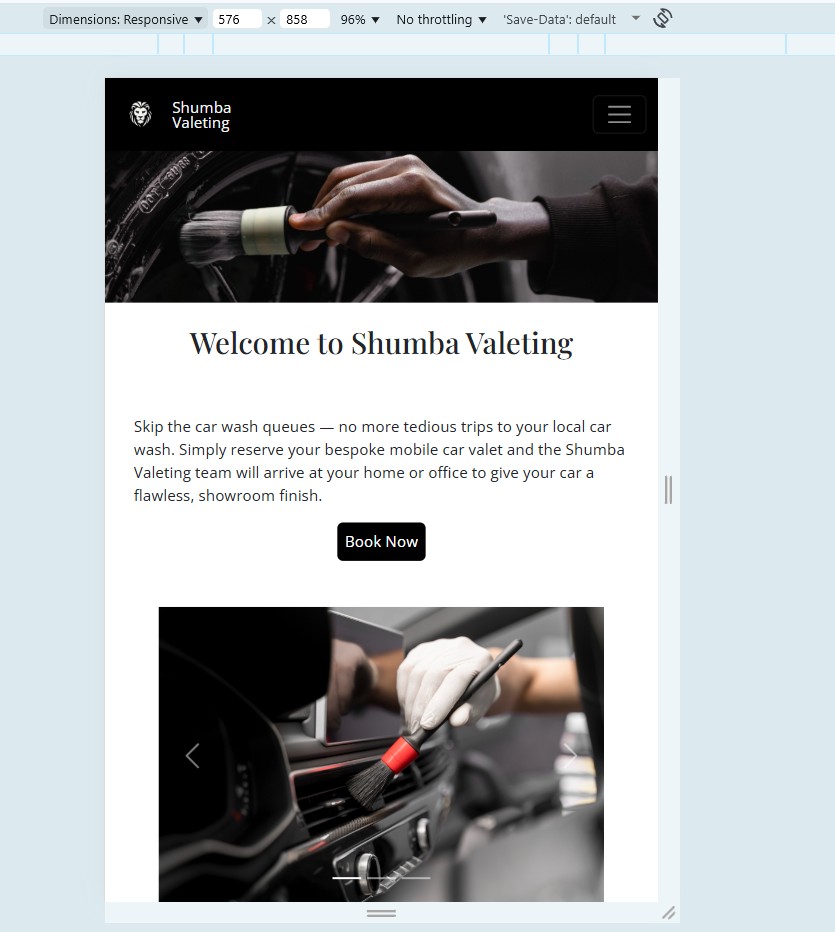 Dimensions: Responsive ▼ 576 × 858 96% ▼ No throttling ▼ 'Save-Data': default
Shumba
Valeting
Welcome to Shumba Valeting
Skip the car wash queues — no more tedious trips to your local car
wash. Simply reserve your bespoke mobile car valet and the Shumba
Valeting team will arrive at your home or office to give your car a
flawless, showroom finish.
Book Now